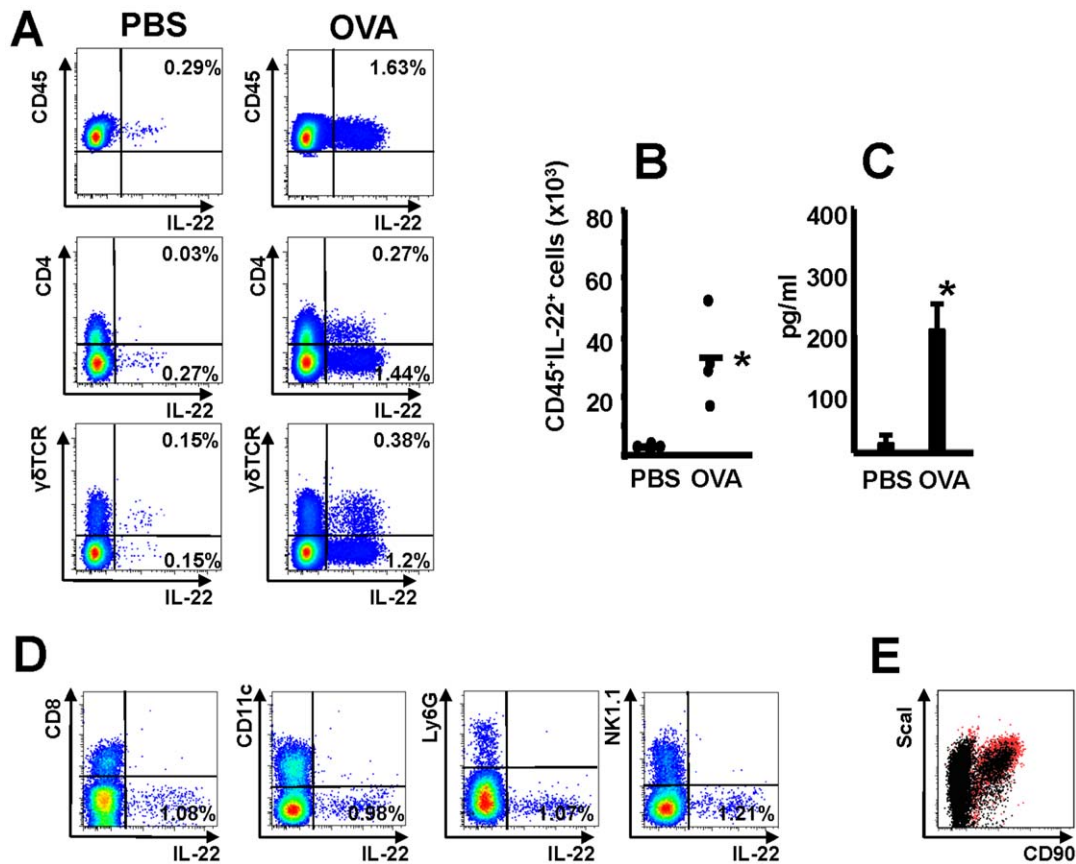 A
PBS
OVA
CD45
0.29%
IL-22
CD45
1.63%
IL-22
CD4
0.03%
0.27%
IL-22
CD4
0.27%
1.44%
IL-22
γδTCR
0.15%
0.15%
IL-22
γδTCR
0.38%
1.2%
IL-22
B
CD45⁺IL-22⁺ cells (x10³)
80
60
40
20
*
PBS OVA
C
pg/ml
400
300
200
100
*
PBS OVA
D
CD8
1.08%
IL-22
CD11c
0.98%
IL-22
Ly6G
1.07%
IL-22
NK1.1
1.21%
IL-22
E
ScaI
CD90